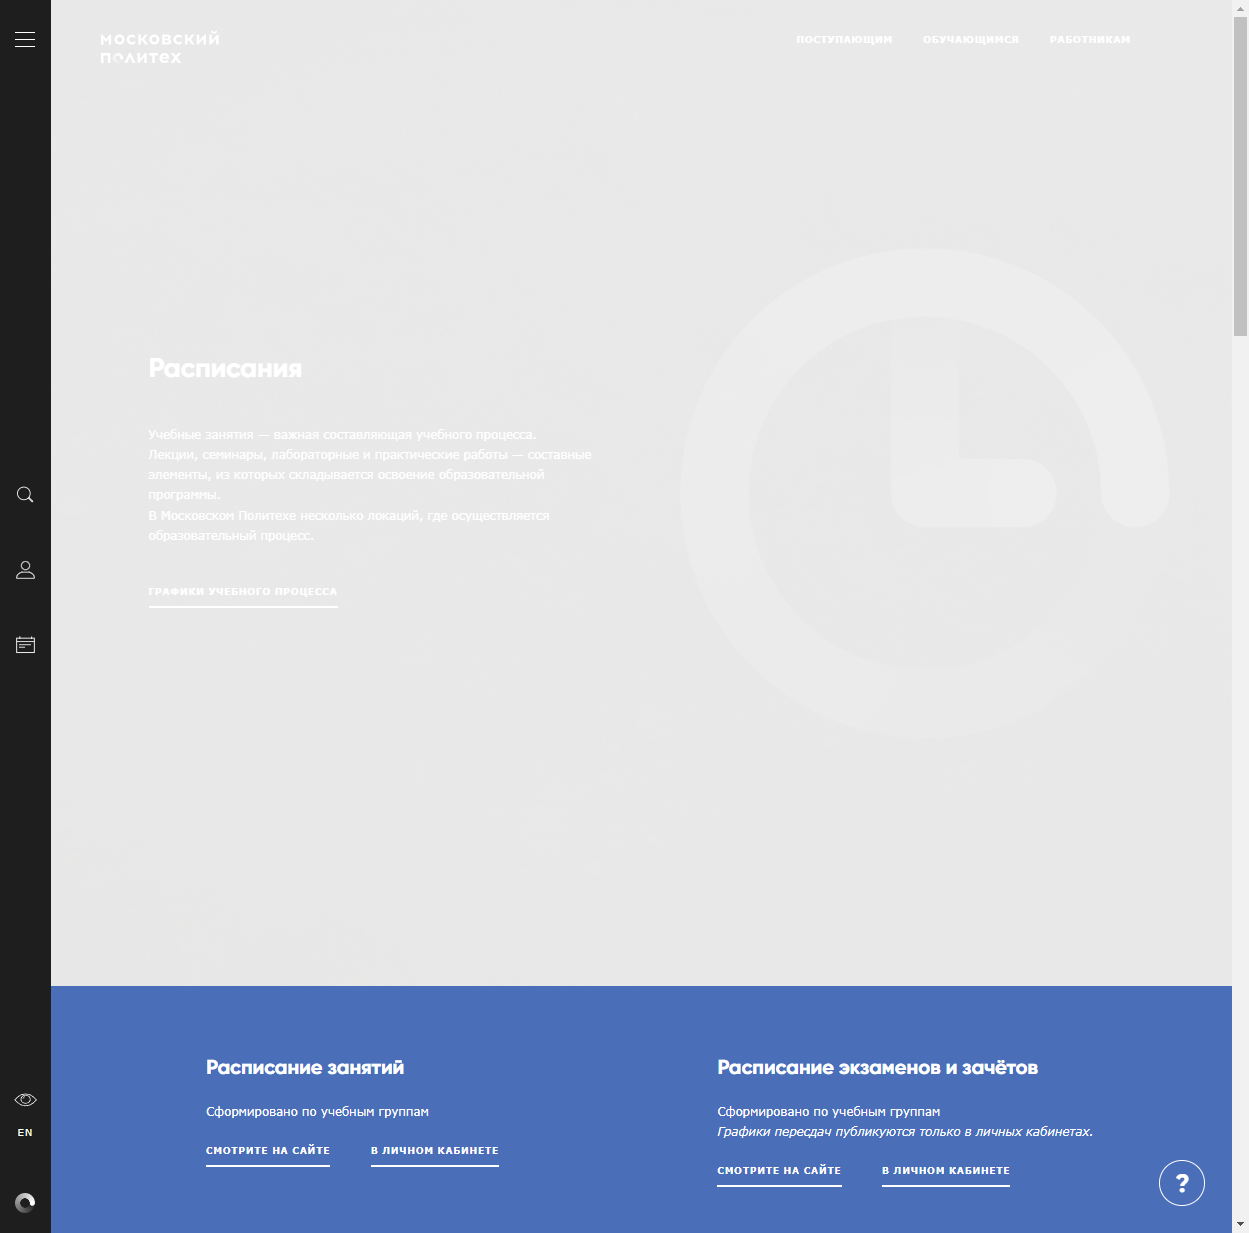 московский
политех
ПОСТУПАЮЩИМ
ОБУЧАЮЩИМСЯ
РАБОТНИКАМ
Расписания
Учебные занятия — важная составляющая учебного процесса.
Лекции, семинары, лабораторные и практические работы — составные
элементы, из которых складывается освоение образовательной
программы.
В Московском Политехе несколько локаций, где осуществляется
образовательный процесс.
ГРАФИКИ УЧЕБНОГО ПРОЦЕССА
EN
Расписание занятий
Сформировано по учебным группам
СМОТРИТЕ НА САЙТЕ
В ЛИЧНОМ КАБИНЕТЕ
Расписание экзаменов и зачётов
Сформировано по учебным группам
Графики пересдач публикуются только в личных кабинетах.
СМОТРИТЕ НА САЙТЕ
В ЛИЧНОМ КАБИНЕТЕ
?